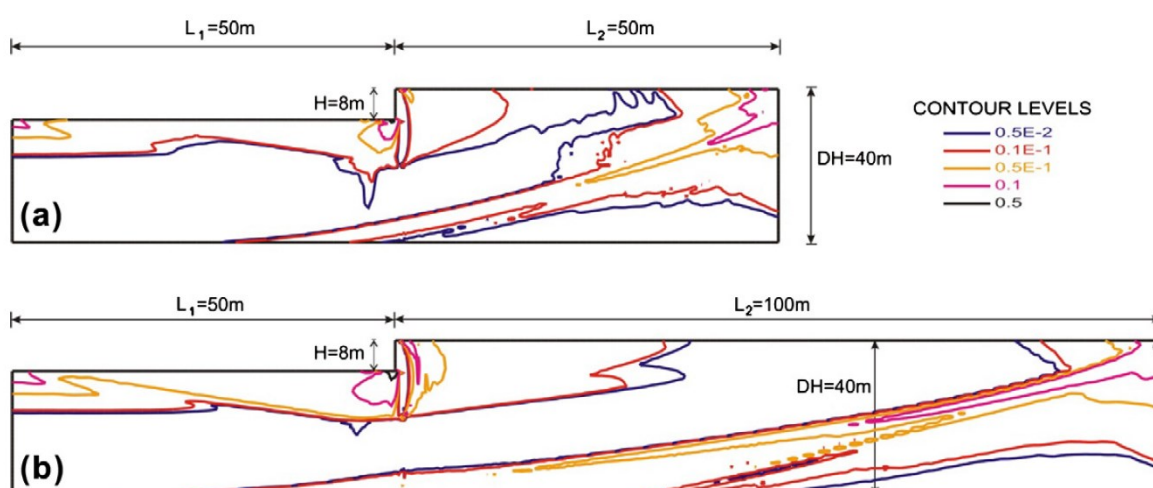 L1=50m L2=50m
H=8m
DH=40m
CONTOUR LEVELS
0.5E-2
0.1E-1
0.5E-1
0.1
0.5
(a)
L1=50m L2=100m
H=8m
DH=40m
(b)